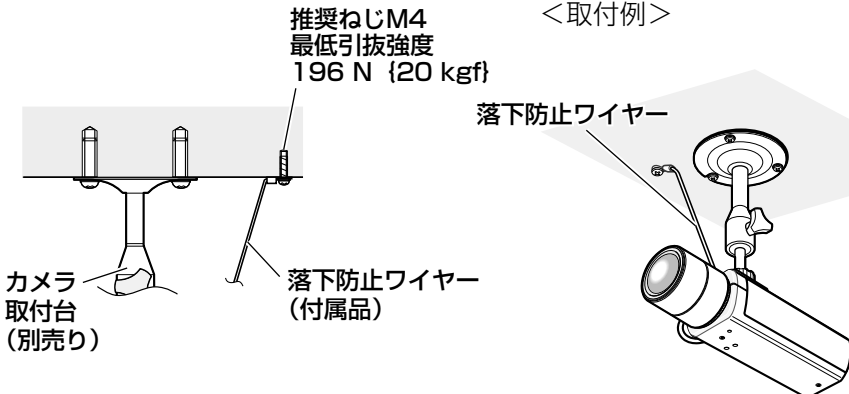 推奨ねじM4
最低引抜強度
196 N {20 kgf}
＜取付例＞
落下防止ワイヤー
カメラ
取付台
（別売り）
落下防止ワイヤー
（付属品）